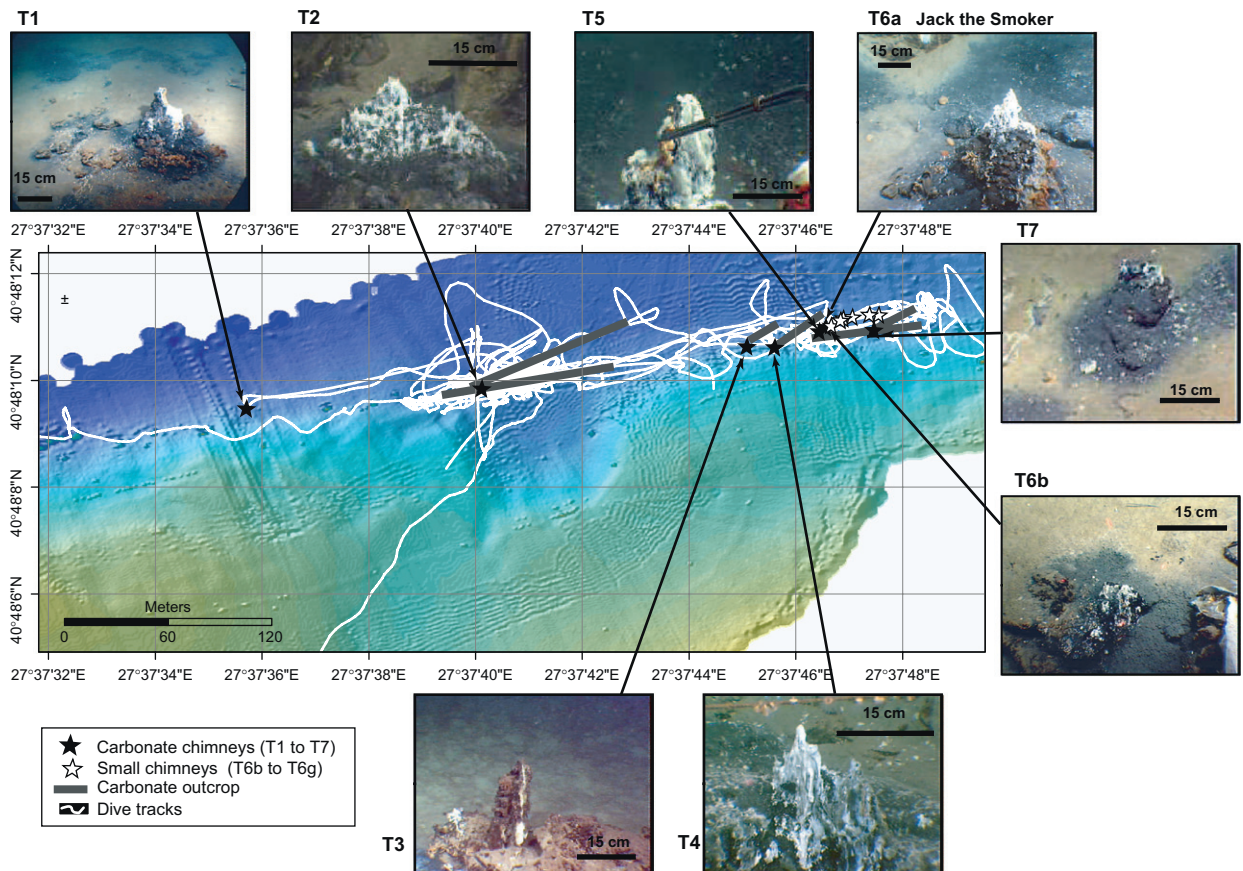 T1
T2
T5
T6a Jack the Smoker
15 cm
15 cm
15 cm
15 cm
27°37'32"E 27°37'34"E 27°37'36"E 27°37'38"E 27°37'40"E 27°37'42"E 27°37'44"E 27°37'46"E 27°37'48"E
T7
15 cm
40°48'12"N
±
40°48'10"N
40°48'8"N
40°48'6"N
T6b
15 cm
Meters
0 60 120
27°37'32"E 27°37'34"E 27°37'36"E 27°37'38"E 27°37'40"E 27°37'42"E 27°37'44"E 27°37'46"E 27°37'48"E
Carbonate chimneys (T1 to T7)
Small chimneys (T6b to T6g)
Carbonate outcrop
Dive tracks
T3
15 cm
T4
15 cm